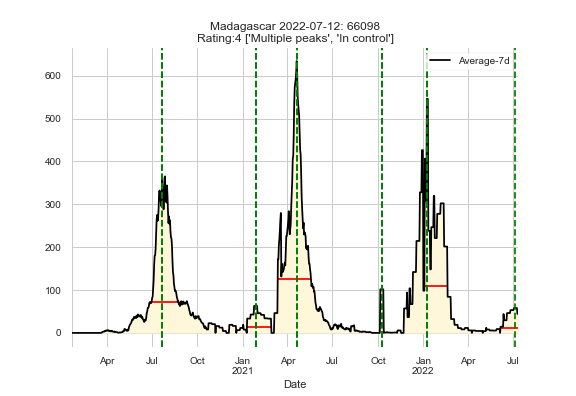 Madagascar 2022-07-12: 66098
Rating:4 ['Multiple peaks', 'In control']
Average-7d
600
500
400
300
200
100
0
Apr Jul Oct Jan Apr Jul Oct Jan Apr Jul
2021 2022
Date